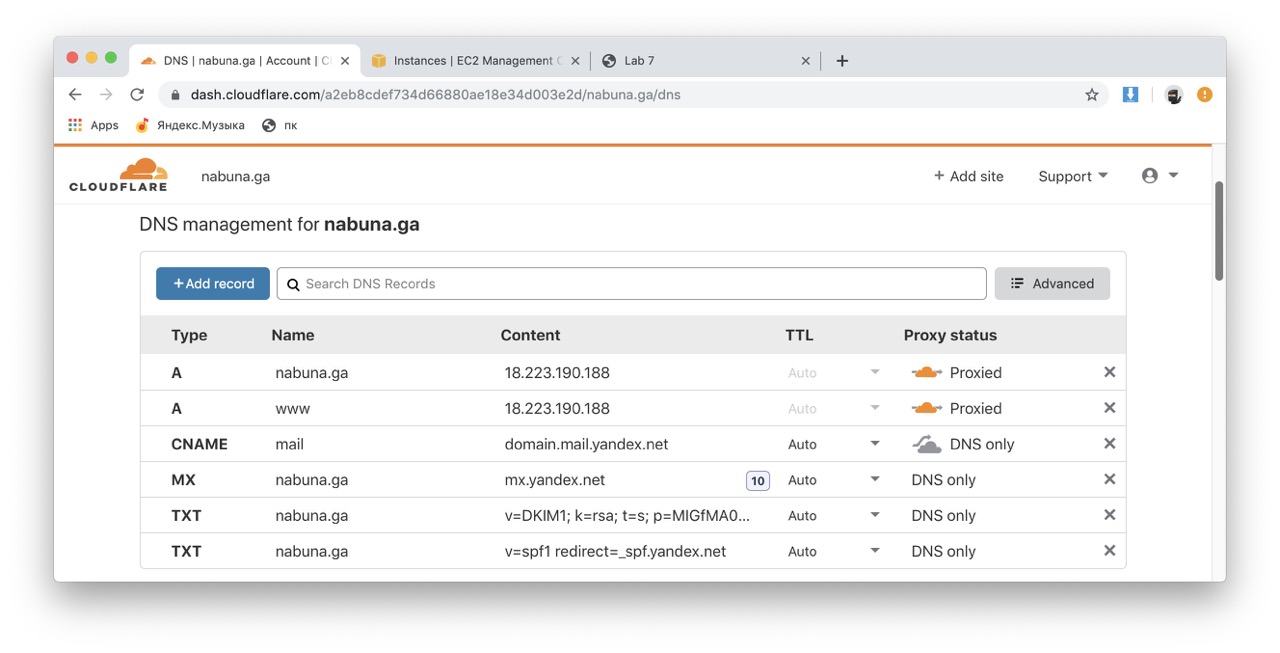 DNS | nabuna.ga | Account | Cl
Instances | EC2 Management C
Lab 7
dash.cloudflare.com/a2eb8cdef734d66880ae18e34d003e2d/nabuna.ga/dns
Apps
Яндекс.Музыка
пк
CLOUDFLARE
nabuna.ga
+ Add site
Support
DNS management for nabuna.ga
+Add record
Search DNS Records
Advanced
Type Name Content TTL Proxy status
A nabuna.ga 18.223.190.188 Auto Proxied
A www 18.223.190.188 Auto Proxied
CNAME mail domain.mail.yandex.net Auto DNS only
MX nabuna.ga mx.yandex.net 10 Auto DNS only
TXT nabuna.ga v=DKIM1; k=rsa; t=s; p=MIGfMA0... Auto DNS only
TXT nabuna.ga v=spf1 redirect=_spf.yandex.net Auto DNS only